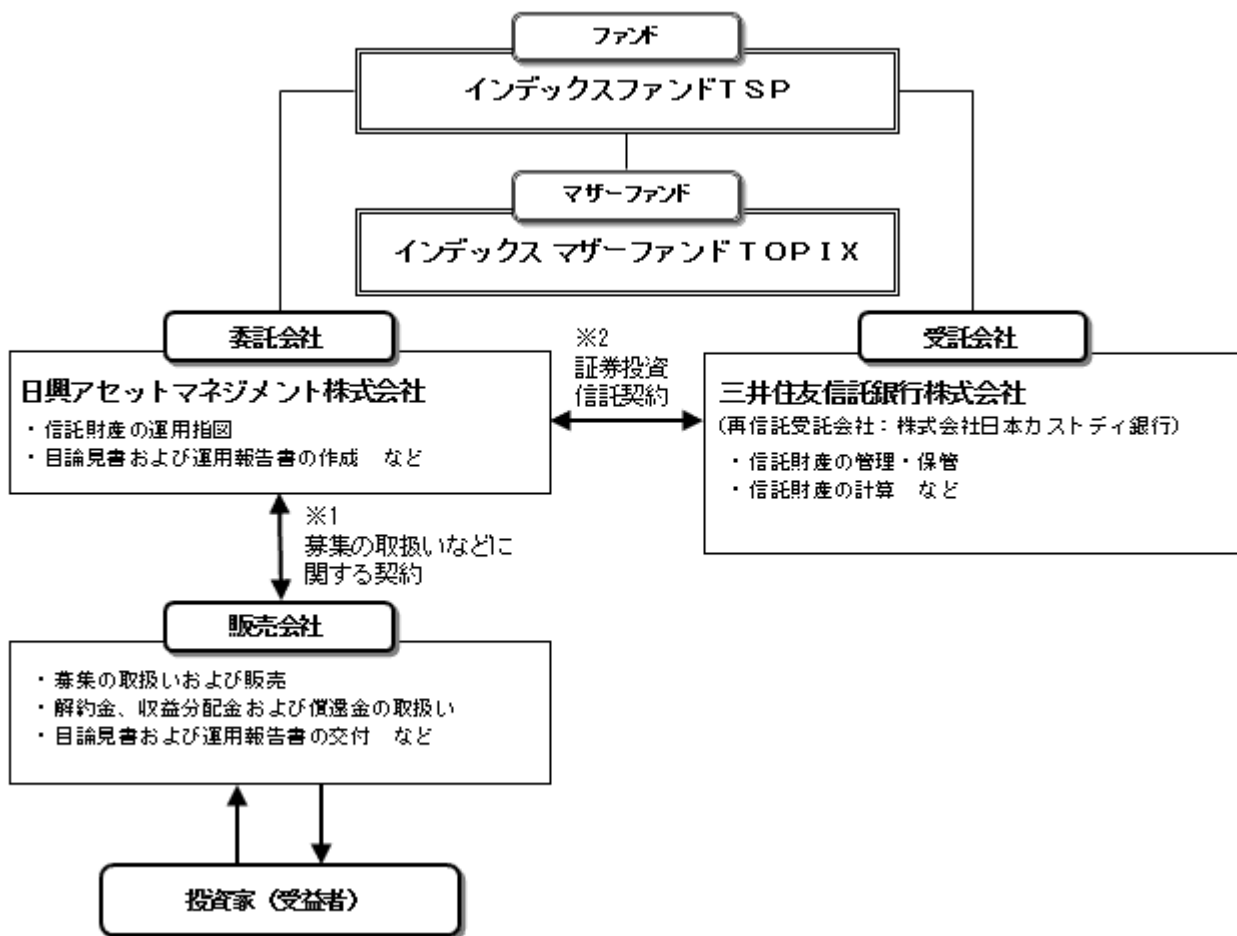 ファンド
インデックスファンドＴＳＰ
マザーファンド
インデックス マザーファンドＴＯＰＩＸ
委託会社
日興アセットマネジメント株式会社
・信託財産の運用指図
・目論見書および運用報告書の作成　など
※2
証券投資
信託契約
受託会社
三井住友信託銀行株式会社
(再信託受託会社：株式会社日本カストディ銀行)
・信託財産の管理・保管
・信託財産の計算　など
※1
募集の取扱いなどに
関する契約
販売会社
・募集の取扱いおよび販売
・解約金、収益分配金および償還金の取扱い
・目論見書および運用報告書の交付　など
投資家（受益者）